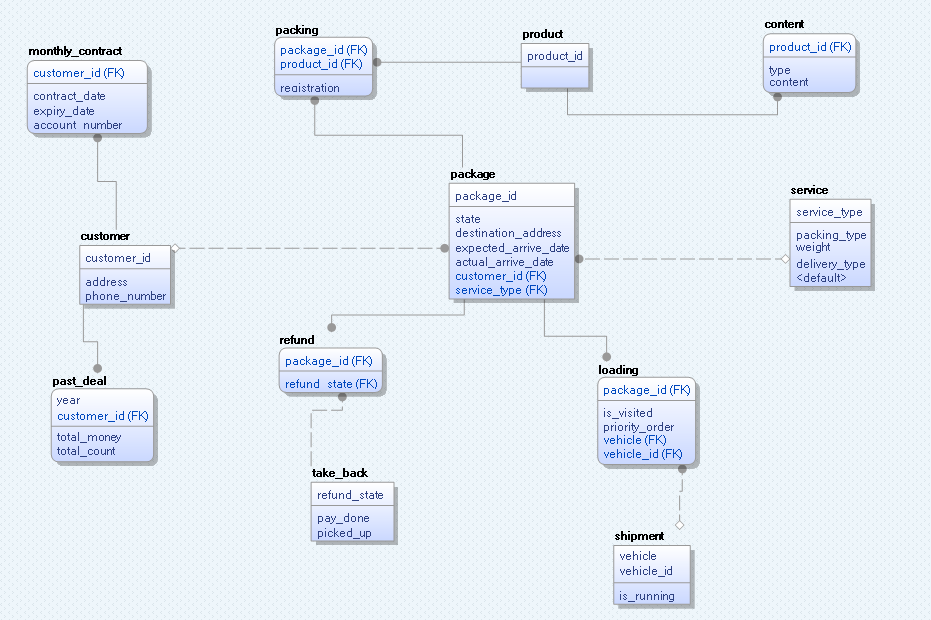 monthly_contract
customer_id (FK)
contract_date
expiry_date
account_number
packing
package_id (FK)
product_id (FK)
registration
product
product_id
content
product_id (FK)
type
content
package
package_id
state
destination_address
expected_arrive_date
actual_arrive_date
customer_id (FK)
service_type (FK)
service
service_type
packing_type
weight
delivery_type
<default>
customer
customer_id
address
phone_number
past_deal
year
customer_id (FK)
total_money
total_count
refund
package_id (FK)
refund_state (FK)
take_back
refund_state
pay_done
picked_up
loading
package_id (FK)
is_visited
priority_order
vehicle (FK)
vehicle_id (FK)
shipment
vehicle
vehicle_id
is_running